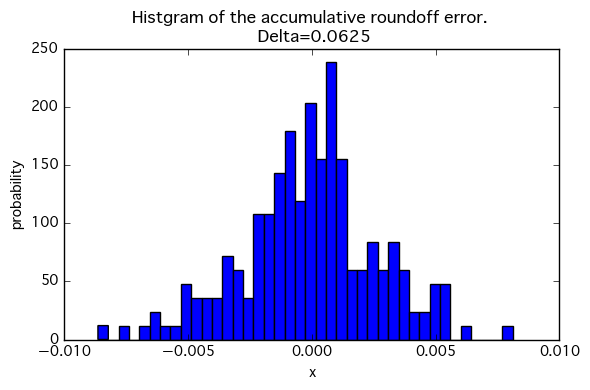 Histgram of the accumulative roundoff error.
Delta=0.0625
250
200
150
100
50
0
probability
−0.010
−0.005
0.000
0.005
0.010
x